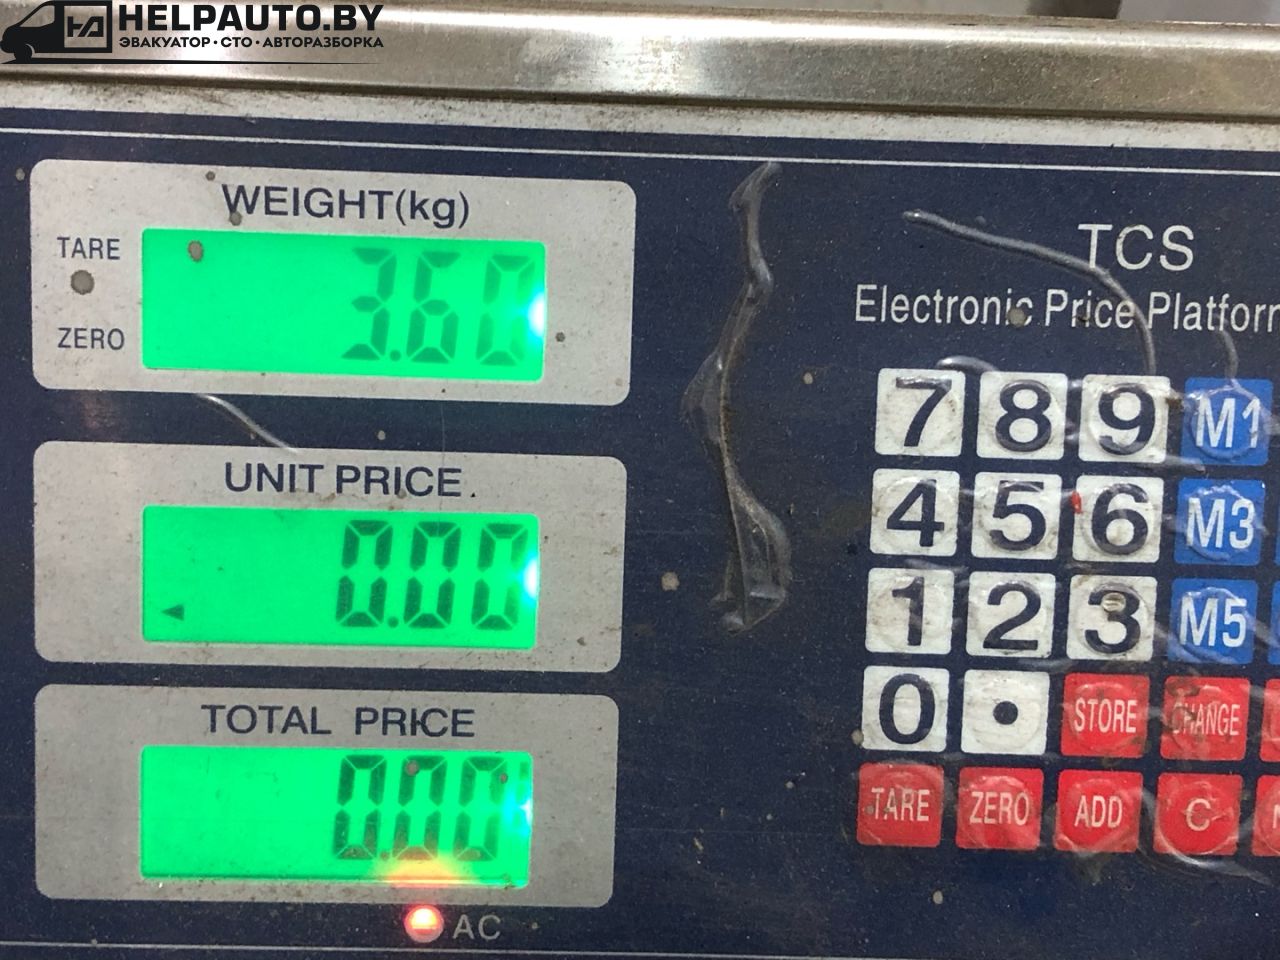 HELPAUTO.BY
ЭВАКУАТОР·СТО·АВТОРАЗБОРКА
WEIGHT(kg)
TARE
3.60
ZERO
UNIT PRICE
0.00
TOTAL PRICE
0.00
AC
TCS
Electronic Price Platform
7 8 9 M1
4 5 6 M3
1 2 3 M5
0 . STORE CHANGE
TARE ZERO ADD C